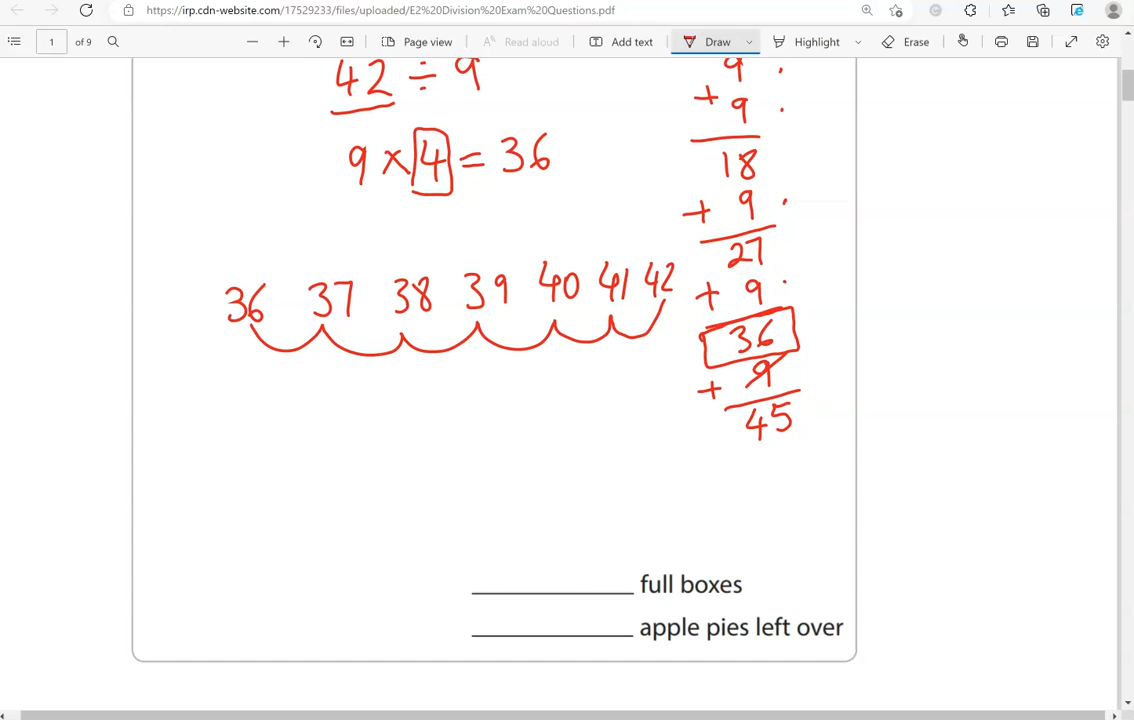 https://irp.cdn-website.com/17529233/files/uploaded/E2%20Division%20Exam%20Questions.pdf
1 of 9
Page view
Read aloud
Add text
Draw
Highlight
Erase
42 ÷ 9
9 × 4 = 36
36 37 38 39 40 41 42
9
+ 9
18
+ 9
27
+ 9
36
+ 9
45
full boxes
apple pies left over